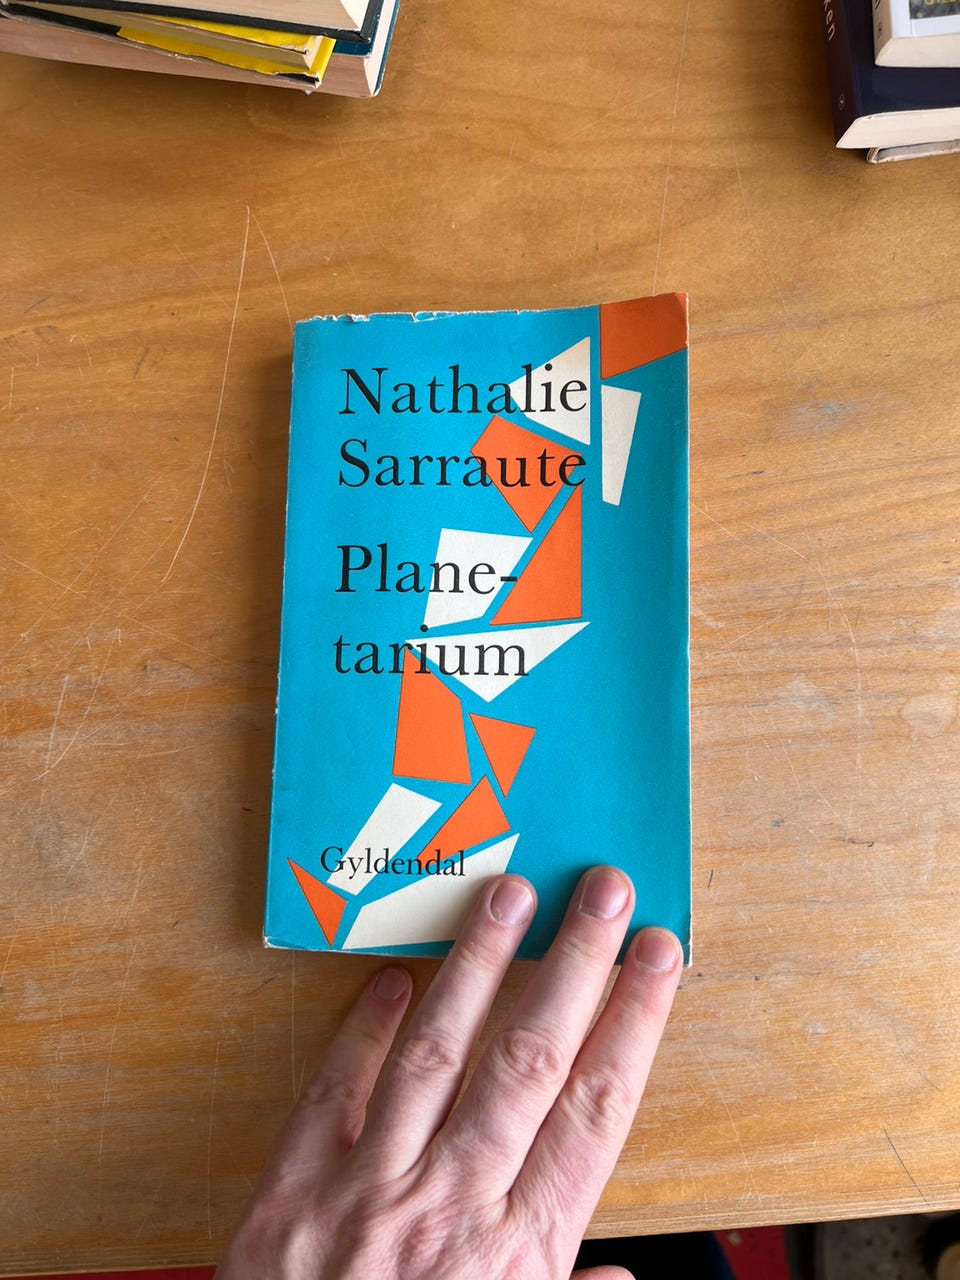 Nathalie
Sarraute
Plane-
tarium
Gyldendal